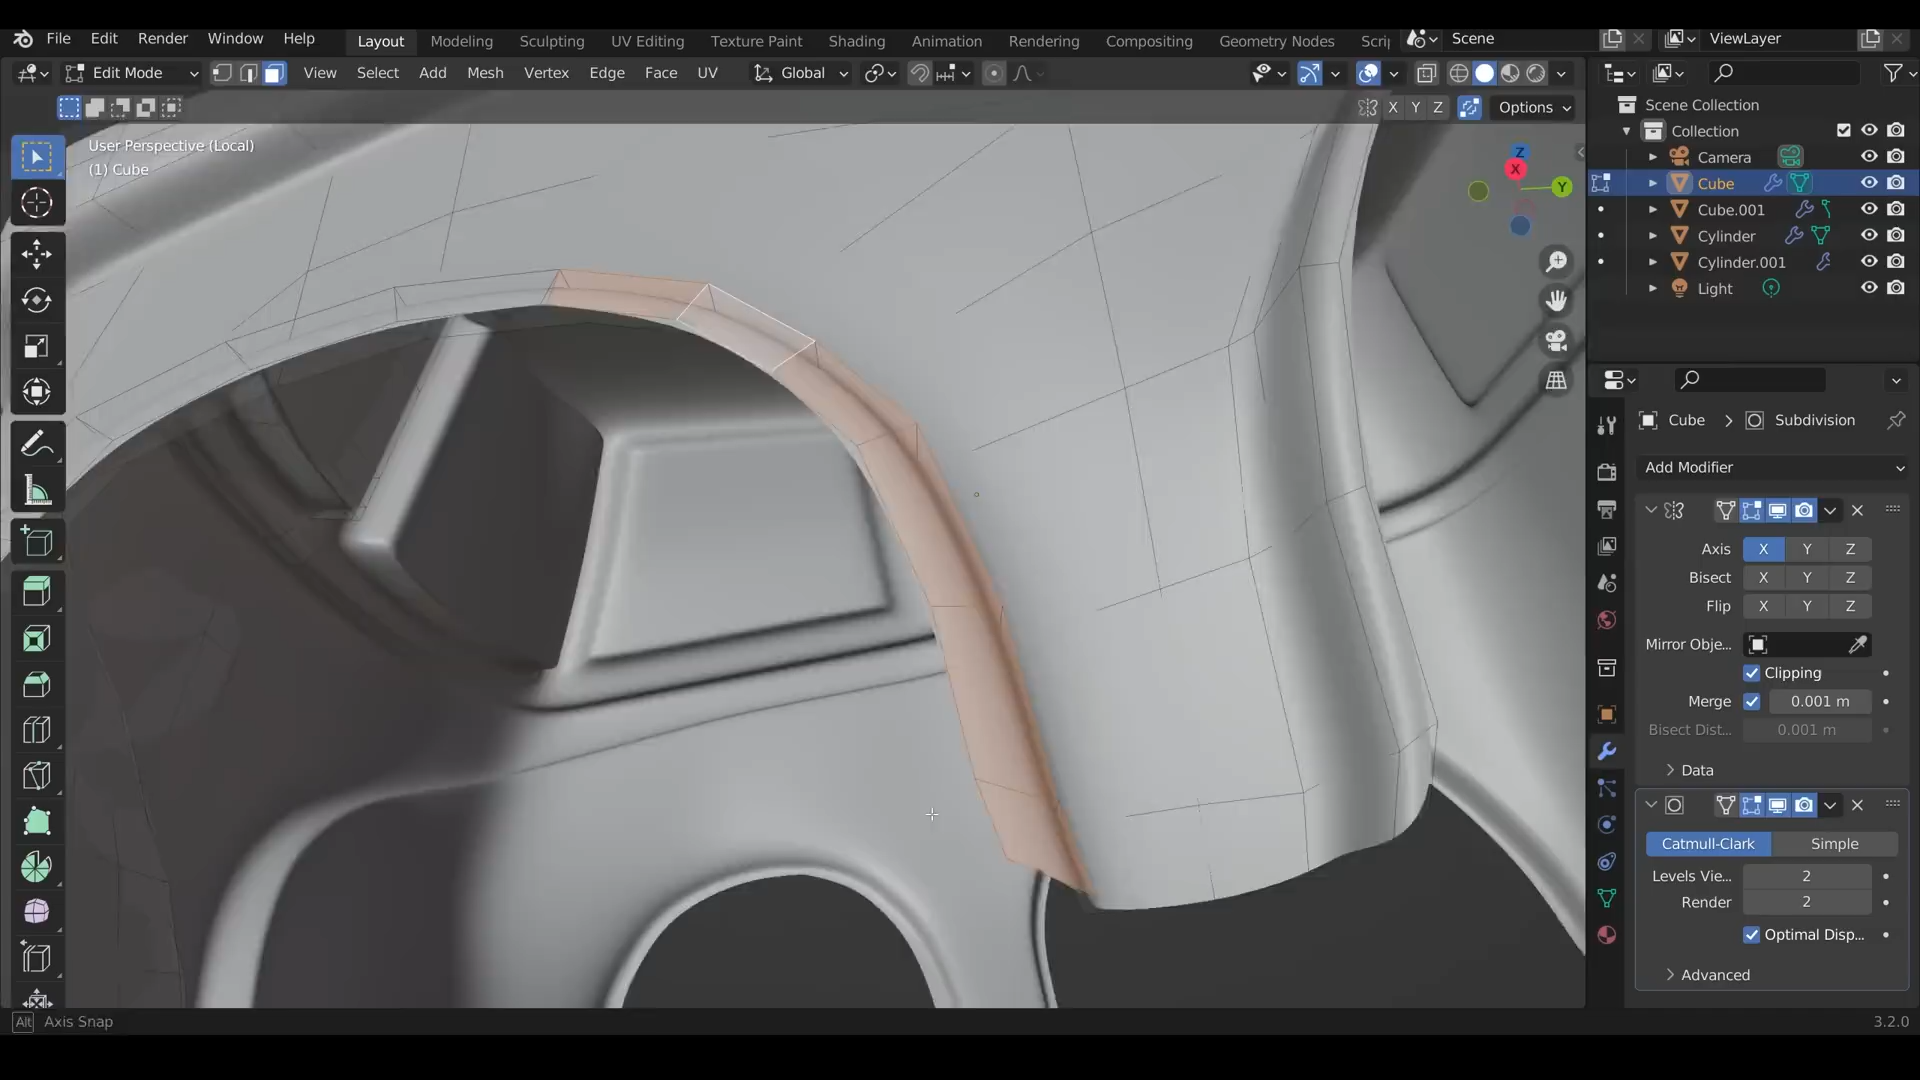 File Edit Render Window Help Layout Modeling Sculpting UV Editing Texture Paint Shading Animation Rendering Compositing Geometry Nodes Scrip Scene ViewLayer
Edit Mode View Select Add Mesh Vertex Edge Face UV Global
X Y Z Options
User Perspective (Local)
(1) Cube
Z
X
Y
Scene Collection
Collection
Camera
Cube
Cube.001
Cylinder
Cylinder.001
Light
Cube > Subdivision
Add Modifier
Axis X Y Z
Bisect X Y Z
Flip X Y Z
Mirror Obje...
Clipping
Merge 0.001 m
Bisect Dist... 0.001 m
Data
Catmull-Clark Simple
Levels Vie... 2
Render 2
Optimal Disp...
Advanced
Alt Axis Snap
3.2.0